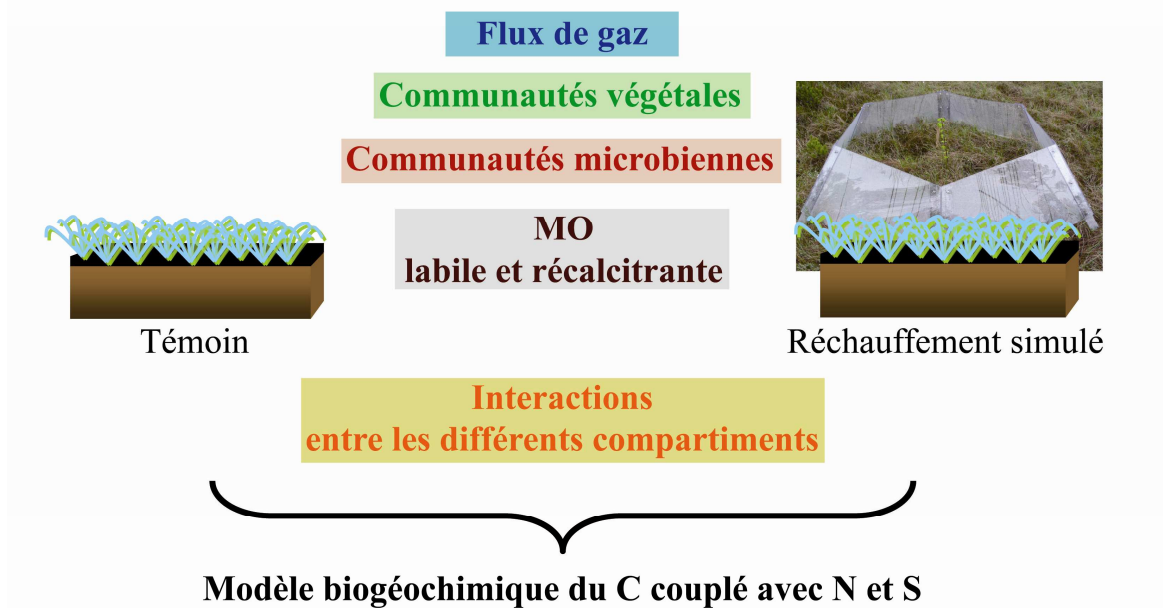 Flux de gaz
Communautés végétales
Communautés microbiennes
MO
labile et récalcitrante
Témoin
Réchauffement simulé
Interactions
entre les différents compartiments
Modèle biogéochimique du C couplé avec N et S